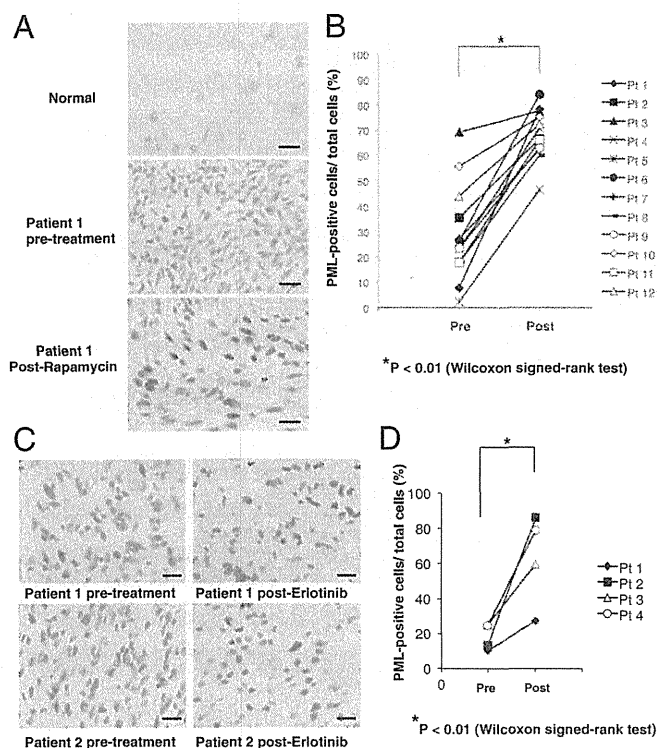 A
Normal
Patient 1
pre-treatment
Patient 1
Post-Rapamycin
B
*
PML-positive cells/ total cells (%)
100
90
80
70
60
50
40
30
20
10
0
Pre
Post
Pt 1
Pt 2
Pt 3
Pt 4
Pt 5
Pt 6
Pt 7
Pt 8
Pt 9
Pt 10
Pt 11
Pt 12
*P < 0.01 (Wilcoxon signed-rank test)
C
Patient 1 pre-treatment
Patient 1 post-Erlotinib
Patient 2 pre-treatment
Patient 2 post-Erlotinib
D
*
PML-positive cells/ total cells (%)
100
80
60
40
20
0
0
Pre
Post
Pt 1
Pt 2
Pt 3
Pt 4
*P < 0.01 (Wilcoxon signed-rank test)